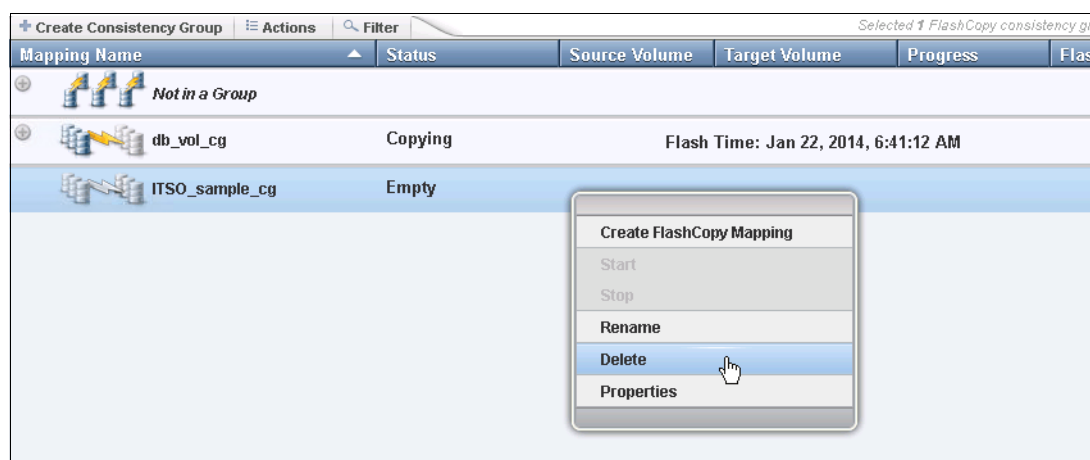 Create Consistency Group Actions Filter Selected 1 FlashCopy consistency
Mapping Name Status Source Volume Target Volume Progress
Not in a Group
db_vol_cg Copying Flash Time: Jan 22, 2014, 6:41:12 AM
ITSO_sample_cg Empty
Create FlashCopy Mapping
Start
Stop
Rename
Delete
Properties